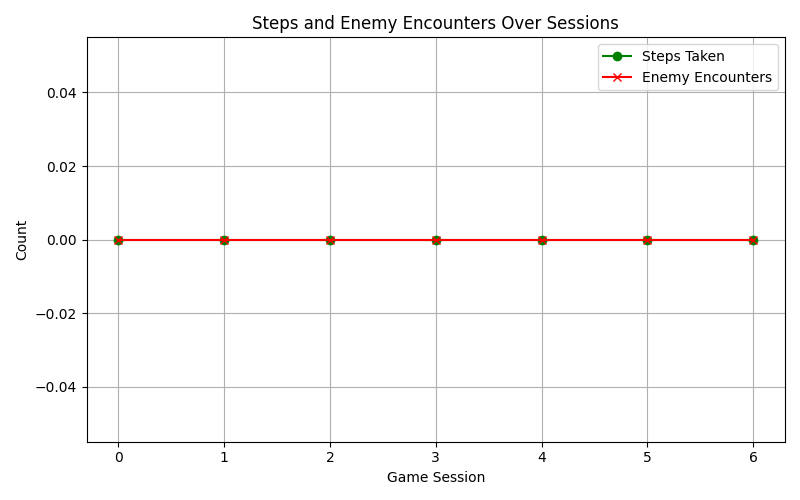 Steps and Enemy Encounters Over Sessions
Steps Taken
Enemy Encounters
0.04
0.02
0.00
−0.02
−0.04
Count
0 1 2 3 4 5 6
Game Session